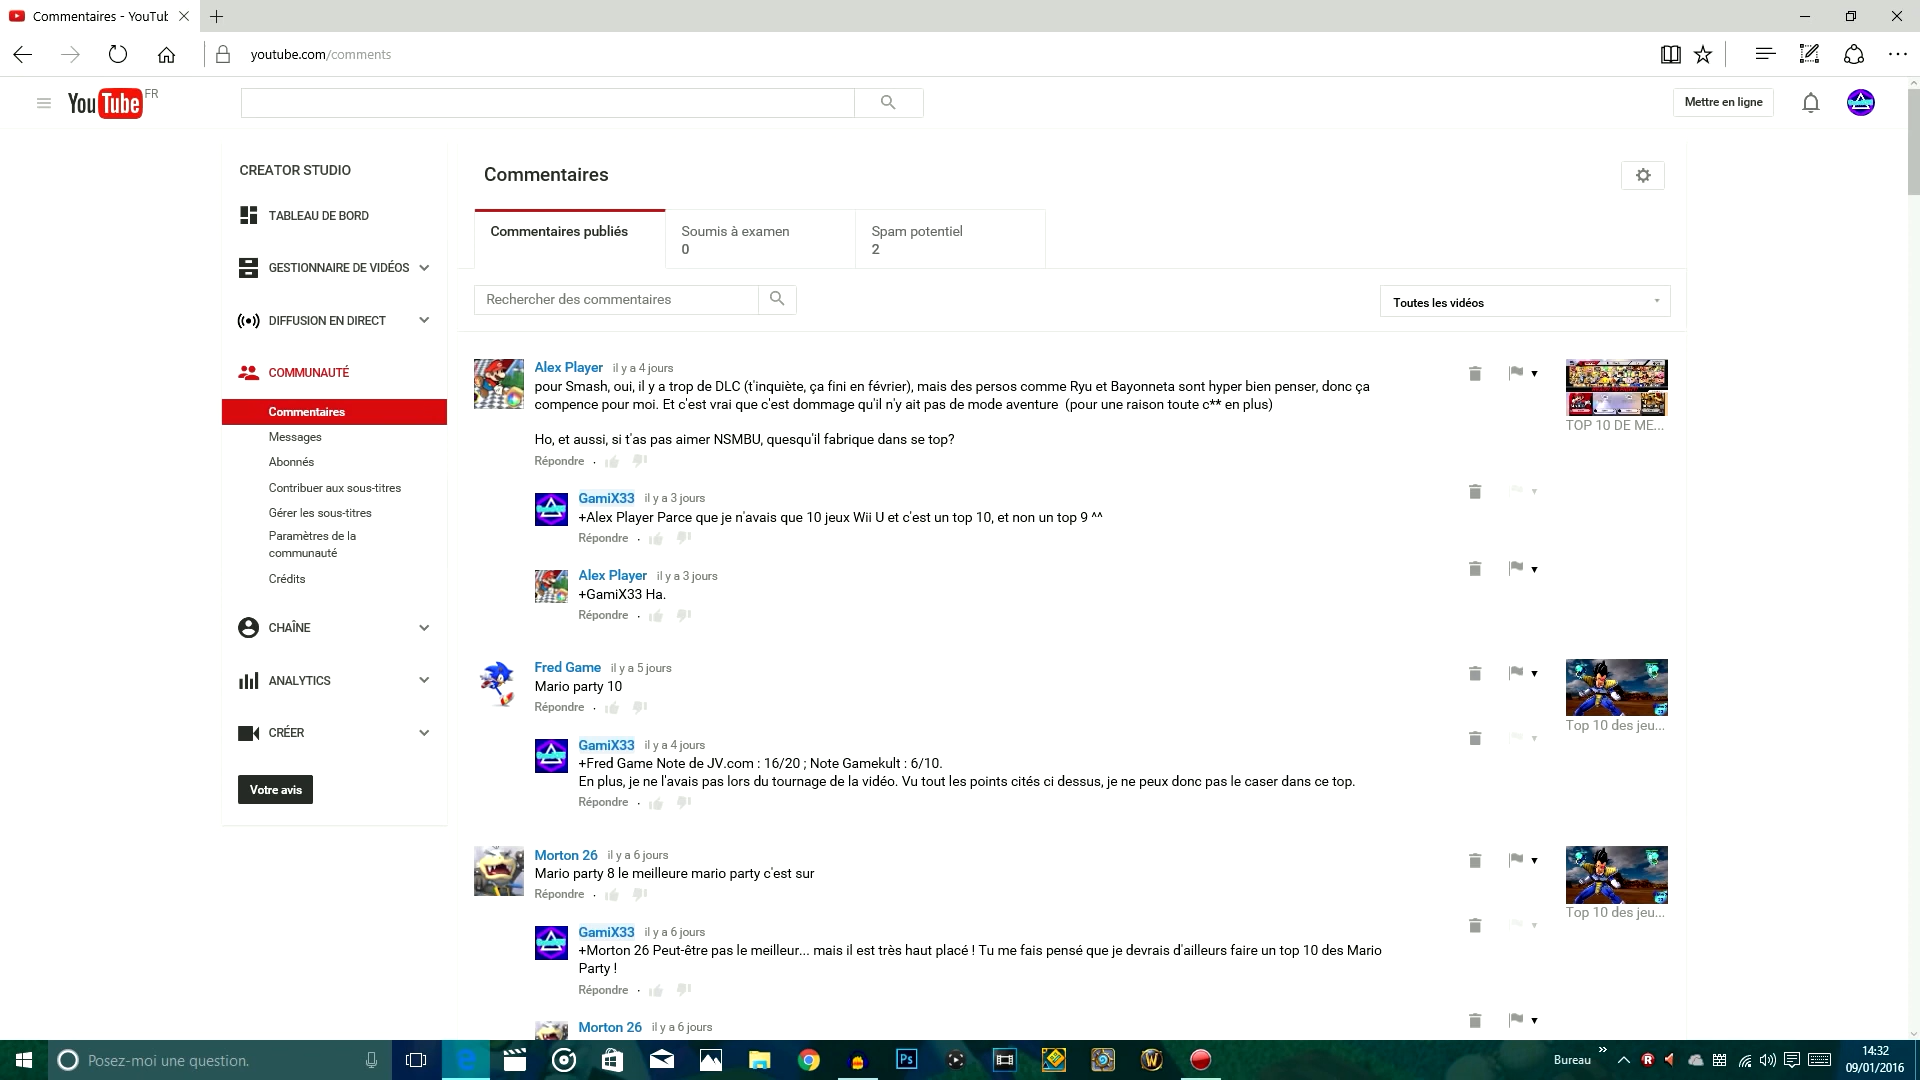 Commentaires - YouTub
youtube.com/comments
YouTube FR
Mettre en ligne
CREATOR STUDIO
TABLEAU DE BORD
GESTIONNAIRE DE VIDÉOS
DIFFUSION EN DIRECT
COMMUNAUTÉ
Commentaires
Messages
Abonnés
Contribuer aux sous-titres
Gérer les sous-titres
Paramètres de la
communauté
Crédits
CHAÎNE
ANALYTICS
CRÉER
Votre avis
Commentaires
Commentaires publiés
Soumis à examen
0
Spam potentiel
2
Rechercher des commentaires
Toutes les vidéos
Alex Player il y a 4 jours
pour Smash, oui, il y a trop de DLC (t'inquiète, ça fini en février), mais des persos comme Ryu et Bayonneta sont hyper bien penser, donc ça
compence pour moi. Et c'est vrai que c'est dommage qu'il n'y ait pas de mode aventure (pour une raison toute c** en plus)
Ho, et aussi, si t'as pas aimer NSMBU, quesqu'il fabrique dans se top?
Répondre ·
TOP 10 DE ME...
GamiX33 il y a 3 jours
+Alex Player Parce que je n'avais que 10 jeux Wii U et c'est un top 10, et non un top 9 ^^
Répondre ·
Alex Player il y a 3 jours
+GamiX33 Ha.
Répondre ·
Fred Game il y a 5 jours
Mario party 10
Répondre ·
Top 10 des jeu...
GamiX33 il y a 4 jours
+Fred Game Note de JV.com : 16/20 ; Note Gamekult : 6/10.
En plus, je ne l'avais pas lors du tournage de la vidéo. Vu tout les points cités ci dessus, je ne peux donc pas le caser dans ce top.
Répondre ·
Morton 26 il y a 6 jours
Mario party 8 le meilleure mario party c'est sur
Répondre ·
Top 10 des jeu...
GamiX33 il y a 6 jours
+Morton 26 Peut-être pas le meilleur... mais il est très haut placé ! Tu me fais pensé que je devrais d'ailleurs faire un top 10 des Mario
Party !
Répondre ·
Morton 26 il y a 6 jours
Posez-moi une question.
Ps
Bureau
14:32
09/01/2016